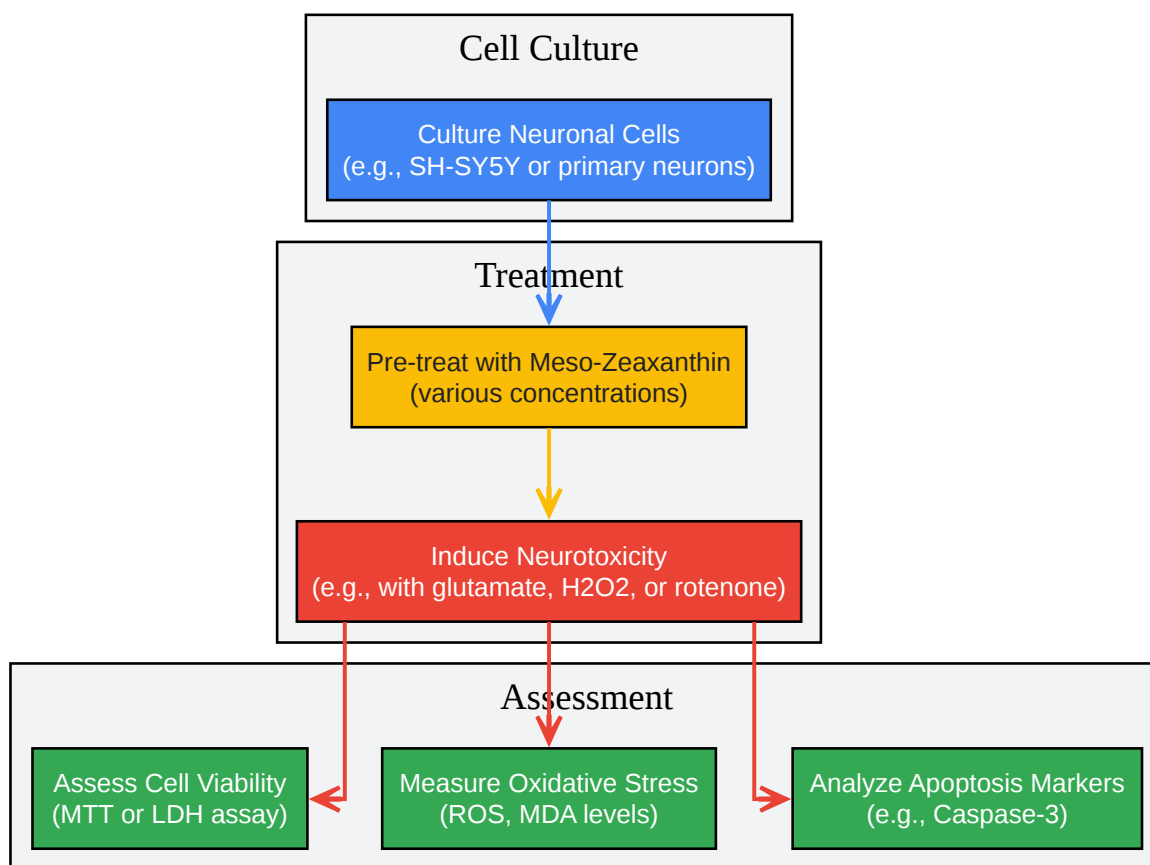 Cell Culture
Culture Neuronal Cells
(e.g., SH-SY5Y or primary neurons)
Treatment
Pre-treat with Meso-Zeaxanthin
(various concentrations)
Induce Neurotoxicity
(e.g., with glutamate, H2O2, or rotenone)
Assessment
Assess Cell Viability
(MTT or LDH assay)
Measure Oxidative Stress
(ROS, MDA levels)
Analyze Apoptosis Markers
(e.g., Caspase-3)